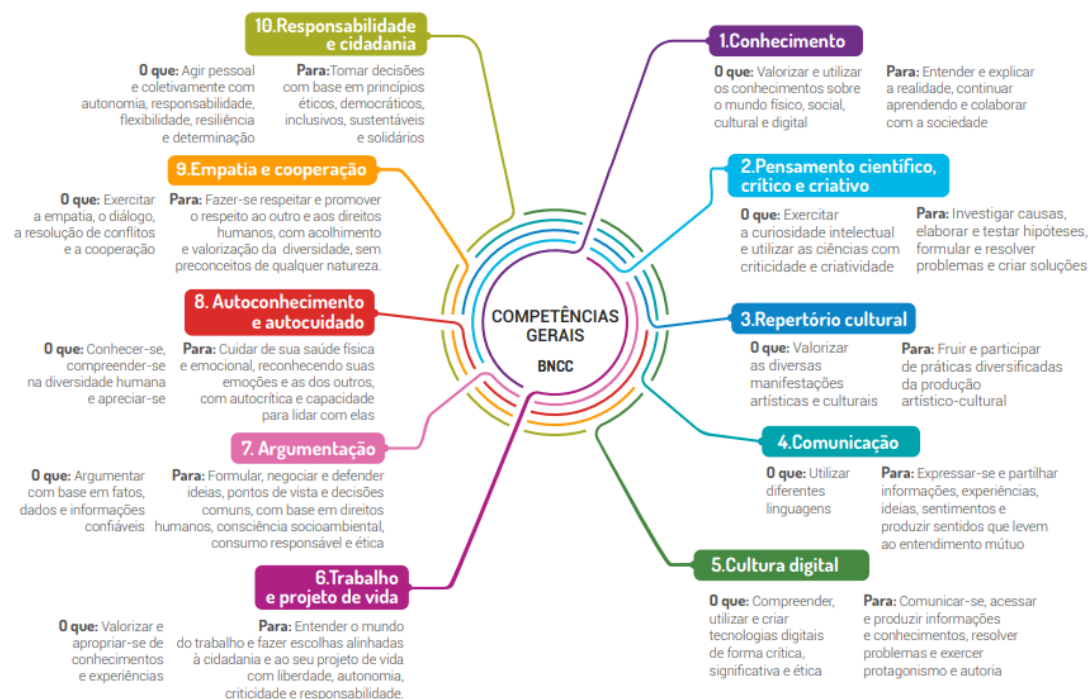 COMPETÊNCIAS
GERAIS
BNCC
1.Conhecimento
O que: Valorizar e utilizar
os conhecimentos sobre
o mundo físico, social,
cultural e digital
Para: Entender e explicar
a realidade, continuar
aprendendo e colaborar
com a sociedade
2.Pensamento científico,
crítico e criativo
O que: Exercitar
a curiosidade intelectual
e utilizar as ciências com
criticidade e criatividade
Para: Investigar causas,
elaborar e testar hipóteses,
formular e resolver
problemas e criar soluções
3.Repertório cultural
O que: Valorizar
as diversas
manifestações
artísticas e culturais
Para: Fruir e participar
de práticas diversificadas
da produção
artístico-cultural
4.Comunicação
O que: Utilizar
diferentes
linguagens
Para: Expressar-se e partilhar
informações, experiências,
ideias, sentimentos e
produzir sentidos que levem
ao entendimento mútuo
5.Cultura digital
O que: Compreender,
utilizar e criar
tecnologias digitais
de forma crítica,
significativa e ética
Para: Comunicar-se, acessar
e produzir informações
e conhecimentos, resolver
problemas e exercer
protagonismo e autoria
6.Trabalho
e projeto de vida
O que: Valorizar e
apropriar-se de
conhecimentos
e experiências
Para: Entender o mundo
do trabalho e fazer escolhas alinhadas
à cidadania e ao seu projeto de vida
com liberdade, autonomia,
criticidade e responsabilidade.
7. Argumentação
O que: Argumentar
com base em fatos,
dados e informações
confiáveis
Para: Formular, negociar e defender
ideias, pontos de vista e decisões
comuns, com base em direitos
humanos, consciência socioambiental,
consumo responsável e ética
8. Autoconhecimento
e autocuidado
O que: Conhecer-se,
compreender-se
na diversidade humana
e apreciar-se
Para: Cuidar de sua saúde física
e emocional, reconhecendo suas
emoções e as dos outros,
com autocrítica e capacidade
para lidar com elas
9.Empatia e cooperação
O que: Exercitar
a empatia, o diálogo,
a resolução de conflitos
e a cooperação
Para: Fazer-se respeitar e promover
o respeito ao outro e aos direitos
humanos, com acolhimento
e valorização da diversidade, sem
preconceitos de qualquer natureza.
10.Responsabilidade
e cidadania
O que: Agir pessoal
e coletivamente com
autonomia, responsabilidade,
flexibilidade, resiliência
e determinação
Para:Tomar decisões
com base em princípios
éticos, democráticos,
inclusivos, sustentáveis
e solidários